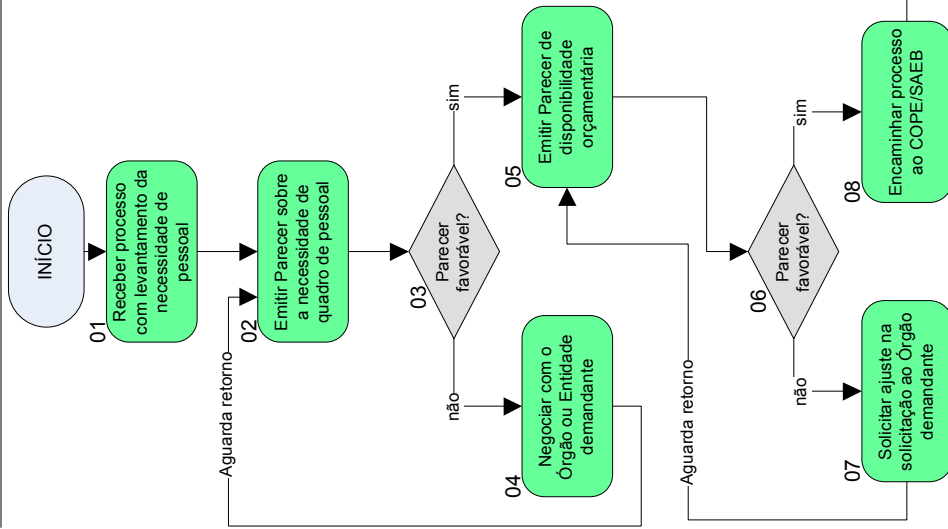 INÍCIO
01
Receber processo
com levantamento da
necessidade de
pessoal
Aguarda retorno
02
Emitir Parecer sobre
a necessidade de
quadro de pessoal
03
Parecer
favorável?
não
sim
04
Negociar com o
Órgão ou Entidade
demandante
05
Emitir Parecer de
disponibilidade
orçamentária
Aguarda retorno
06
Parecer
favorável?
não
sim
07
Solicitar ajuste na
solicitação ao Órgão
demandante
08
Encaminhar processo
ao COPE/SAEB